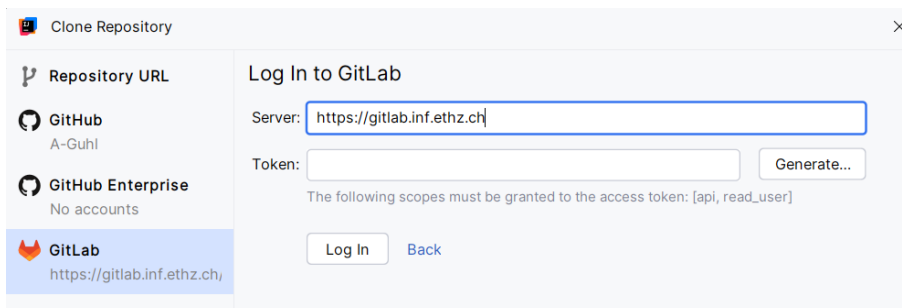 Clone Repository
Repository URL
GitHub
A-Guhl
GitHub Enterprise
No accounts
GitLab
https://gitlab.inf.ethz.ch/
Log In to GitLab
Server: https://gitlab.inf.ethz.ch
Token:
Generate...
The following scopes must be granted to the access token: [api, read_user]
Log In
Back